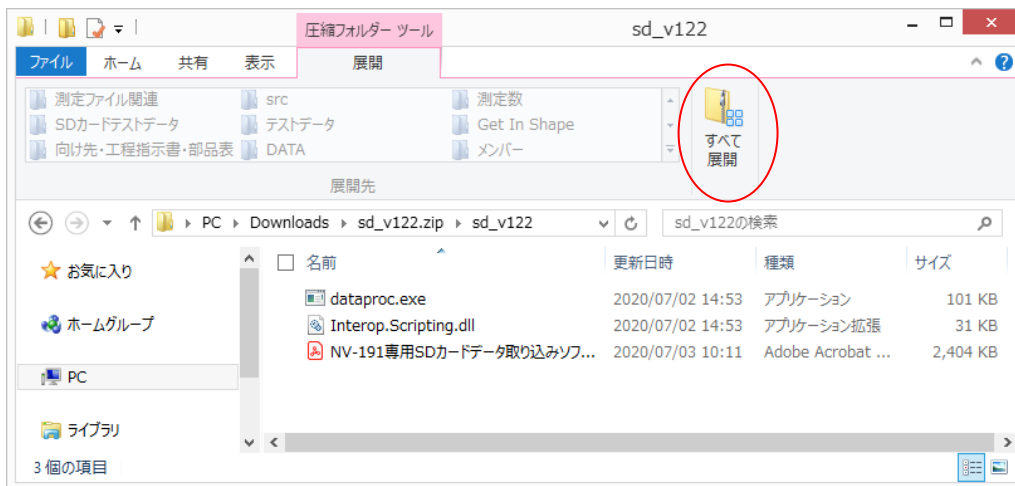 圧縮フォルダー ツール
sd_v122
ファイル ホーム 共有 表示 展開
測定ファイル関連 src 測定数
SDカードテストデータ テストデータ Get In Shape
向け先・工程指示書・部品表 DATA メンバー
すべて
展開
展開先
PC Downloads sd_v122.zip sd_v122 sd_v122の検索
お気に入り
ホームグループ
PC
ライブラリ
名前 更新日時 種類 サイズ
dataproc.exe 2020/07/02 14:53 アプリケーション 101 KB
Interop.Scripting.dll 2020/07/02 14:53 アプリケーション拡張 31 KB
NV-191専用SDカードデータ取り込みソフ... 2020/07/03 10:11 Adobe Acrobat ... 2,404 KB
3 個の項目